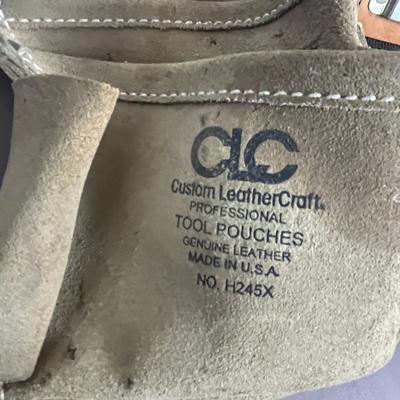 CLC
Custom LeatherCraft®
PROFESSIONAL
TOOL POUCHES
GENUINE LEATHER
MADE IN U.S.A.
NO. H245X